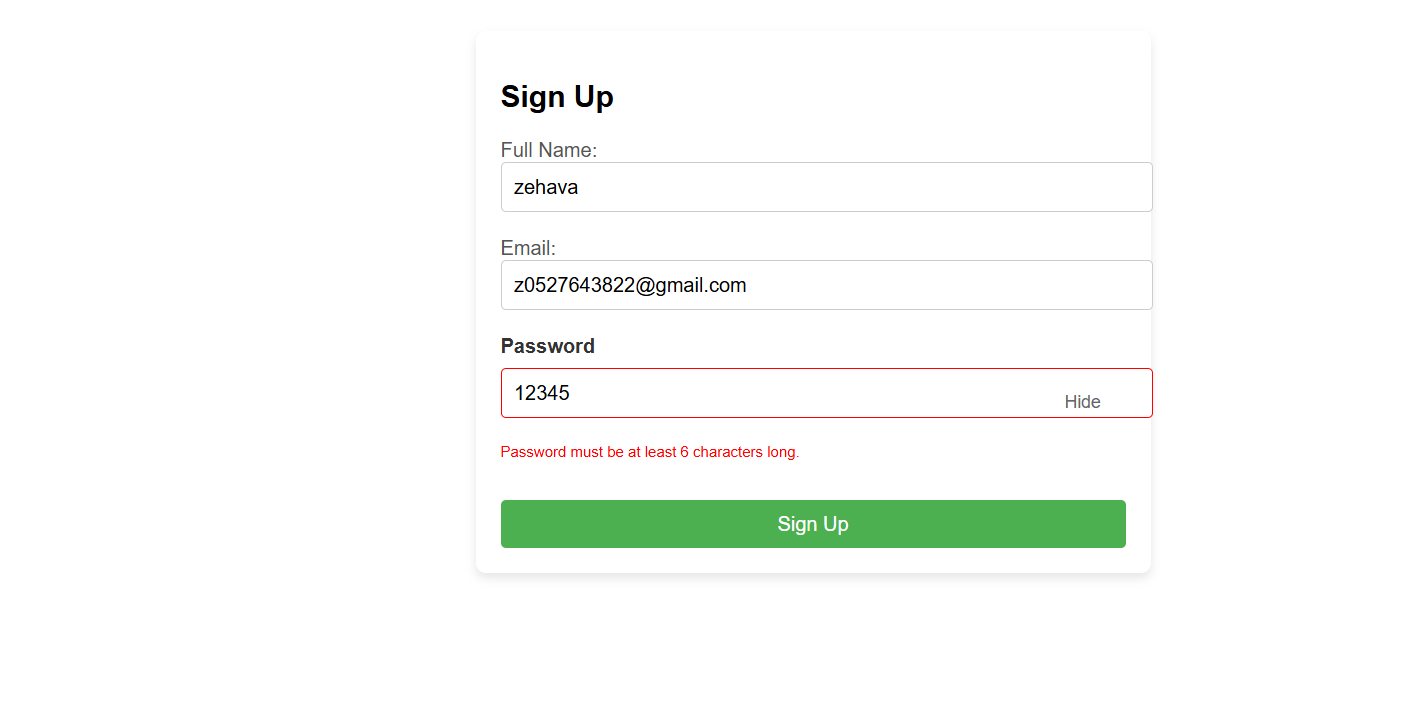 Sign Up
Full Name:
zehava
Email:
z0527643822@gmail.com
Password
12345
Hide
Password must be at least 6 characters long.
Sign Up